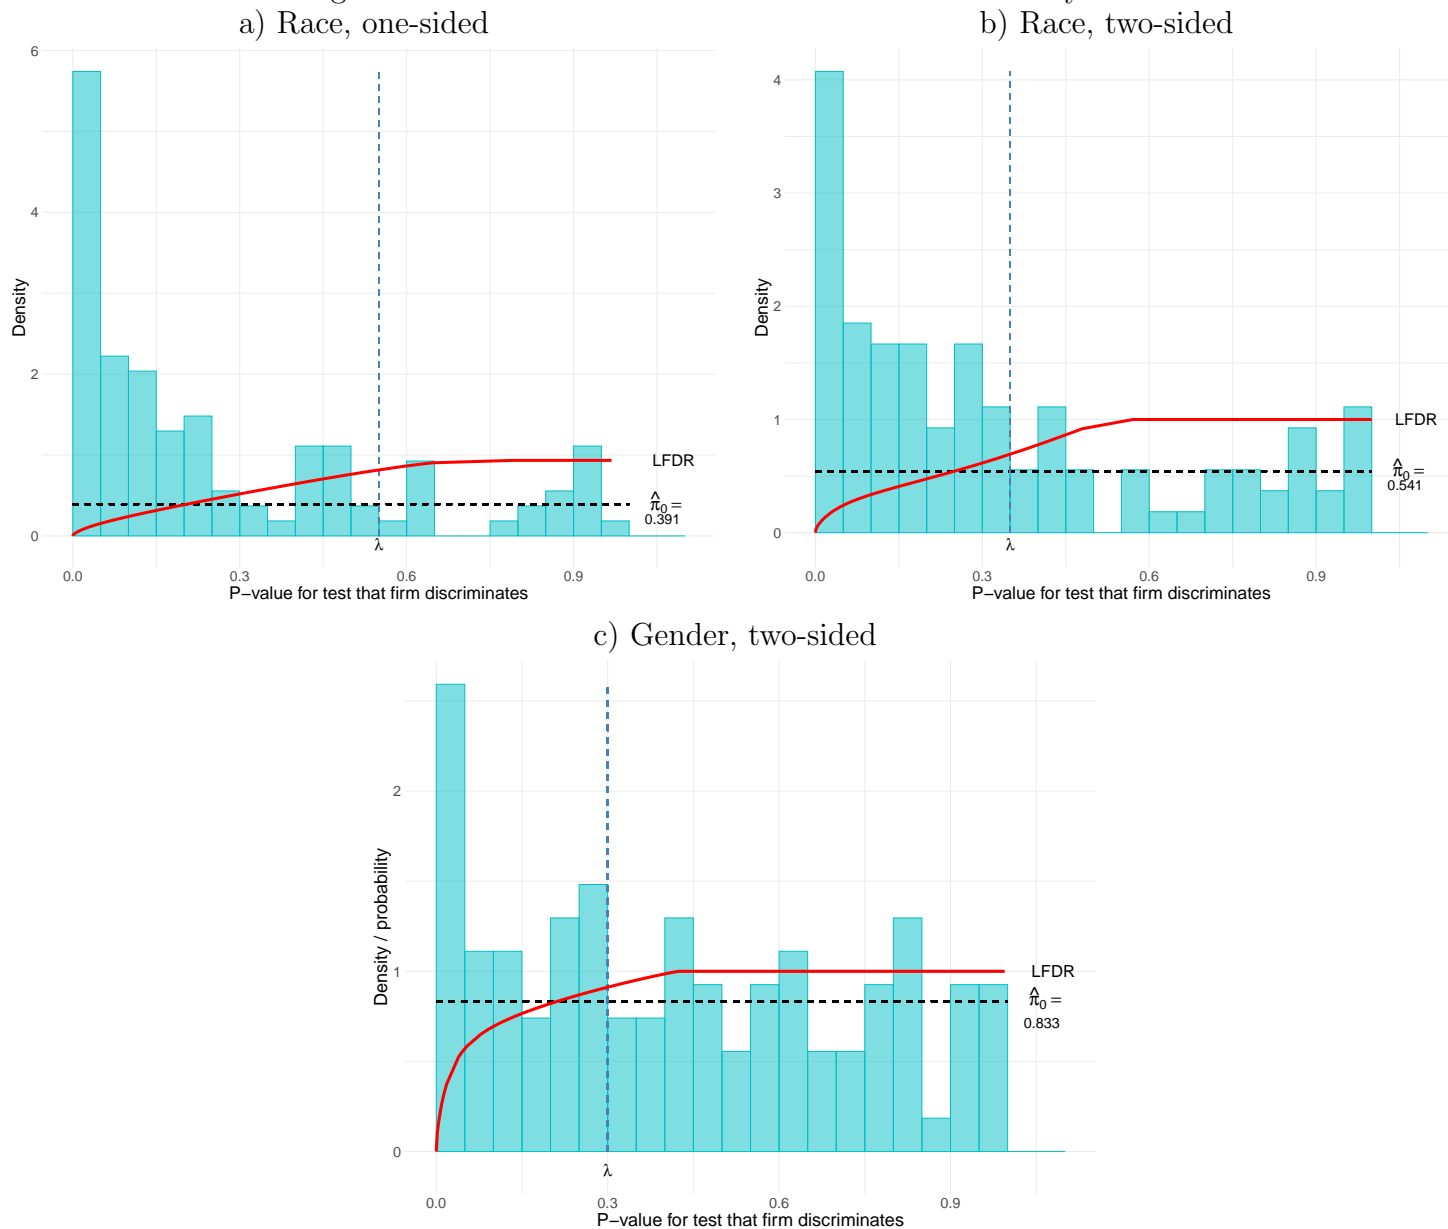 a) Race, one-sided
b) Race, two-sided
6
4
2
0
Density
LFDR
π̂0 =
0.391
λ
0.0
0.3
0.6
0.9
P−value for test that firm discriminates
4
3
2
1
0
Density
LFDR
π̂0 =
0.541
λ
0.0
0.3
0.6
0.9
P−value for test that firm discriminates
c) Gender, two-sided
2
1
0
Density / probability
LFDR
π̂0 =
0.833
λ
0.0
0.3
0.6
0.9
P−value for test that firm discriminates